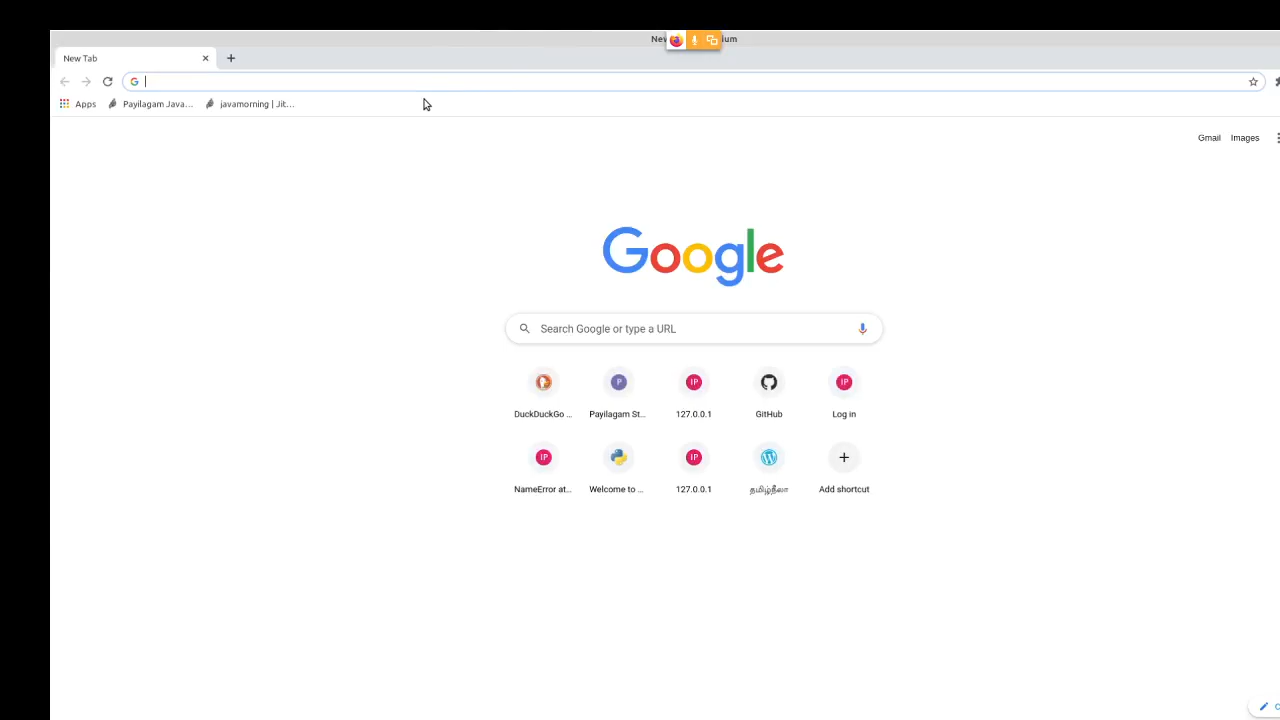 New Tab
Apps Payilagam Java... javamorning | Jit...
Gmail Images
Google
Search Google or type a URL
DuckDuckGo ... Payilagam St... 127.0.0.1 GitHub Log in
NameError at... Welcome to ... 127.0.0.1 தமிழ்நீலா Add shortcut